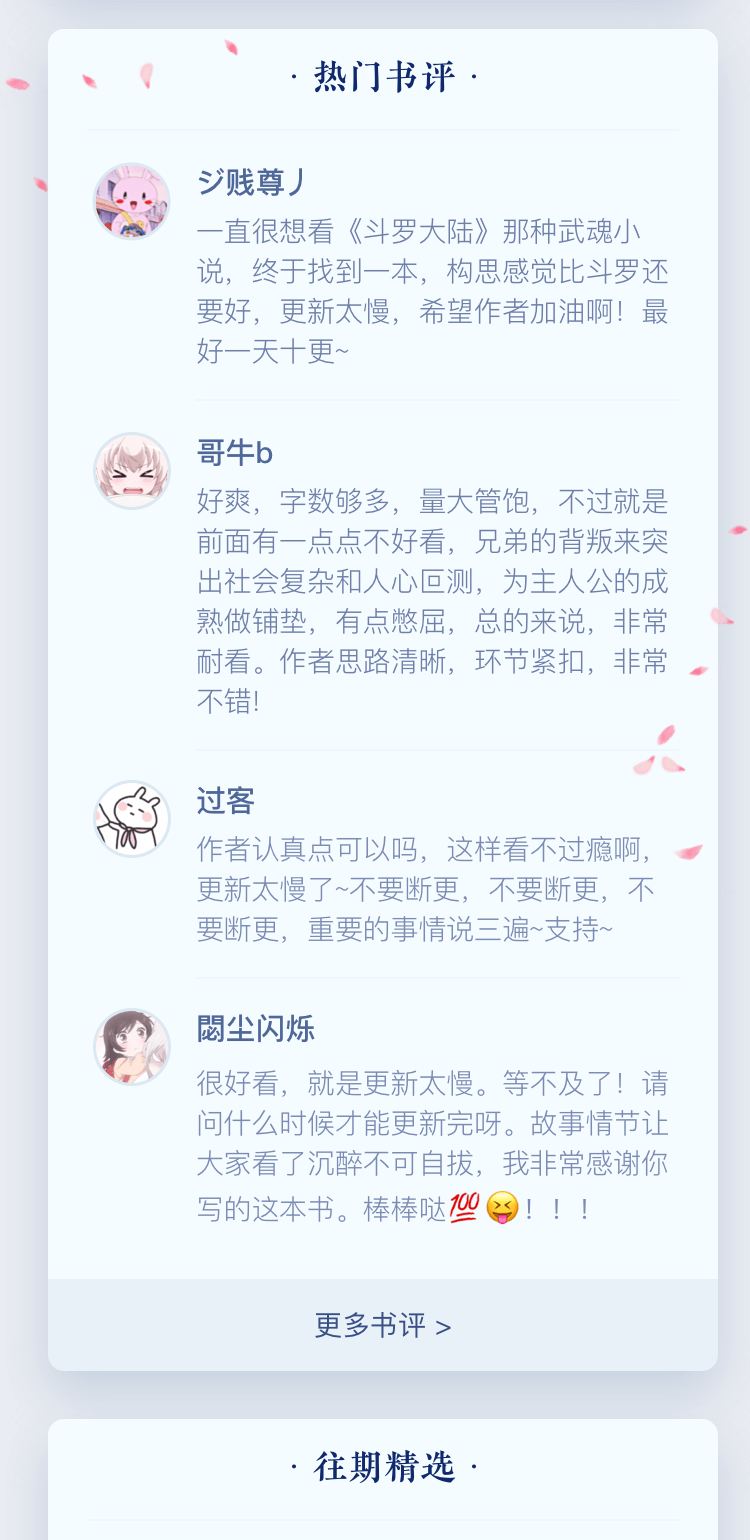 · 热门书评 ·
ジ贱尊丿
一直很想看《斗罗大陆》那种武魂小
说，终于找到一本，构思感觉比斗罗还
要好，更新太慢，希望作者加油啊！最
好一天十更~
哥牛b
好爽，字数够多，量大管饱，不过就是
前面有一点点不好看，兄弟的背叛来突
出社会复杂和人心叵测，为主人公的成
熟做铺垫，有点憋屈，总的来说，非常
耐看。作者思路清晰，环节紧扣，非常
不错!
过客
作者认真点可以吗，这样看不过瘾啊，
更新太慢了~不要断更，不要断更，不
要断更，重要的事情说三遍~支持~
閟尘闪烁
很好看，就是更新太慢。等不及了！请
问什么时候才能更新完呀。故事情节让
大家看了沉醉不可自拔，我非常感谢你
写的这本书。棒棒哒💯😝！！！
更多书评 >
· 往期精选 ·